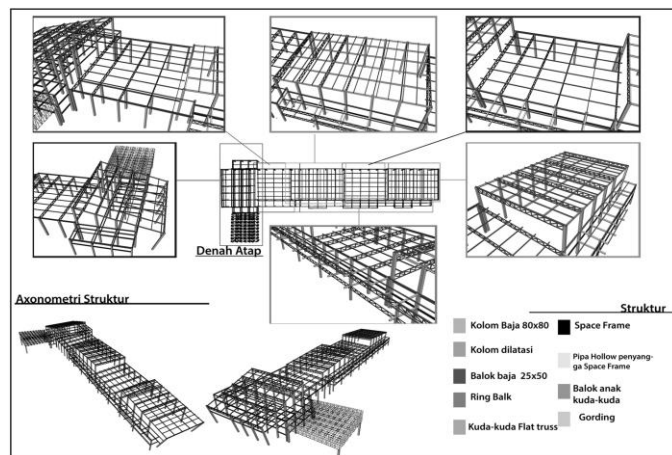 Denah Atap
Axonometri Struktur
Struktur
Kolom Baja 80x80
Kolom dilatasi
Balok baja 25x50
Ring Balk
Kuda-kuda Flat truss
Space Frame
Pipa Hollow penyang-
ga Space Frame
Balok anak
kuda-kuda
Gording